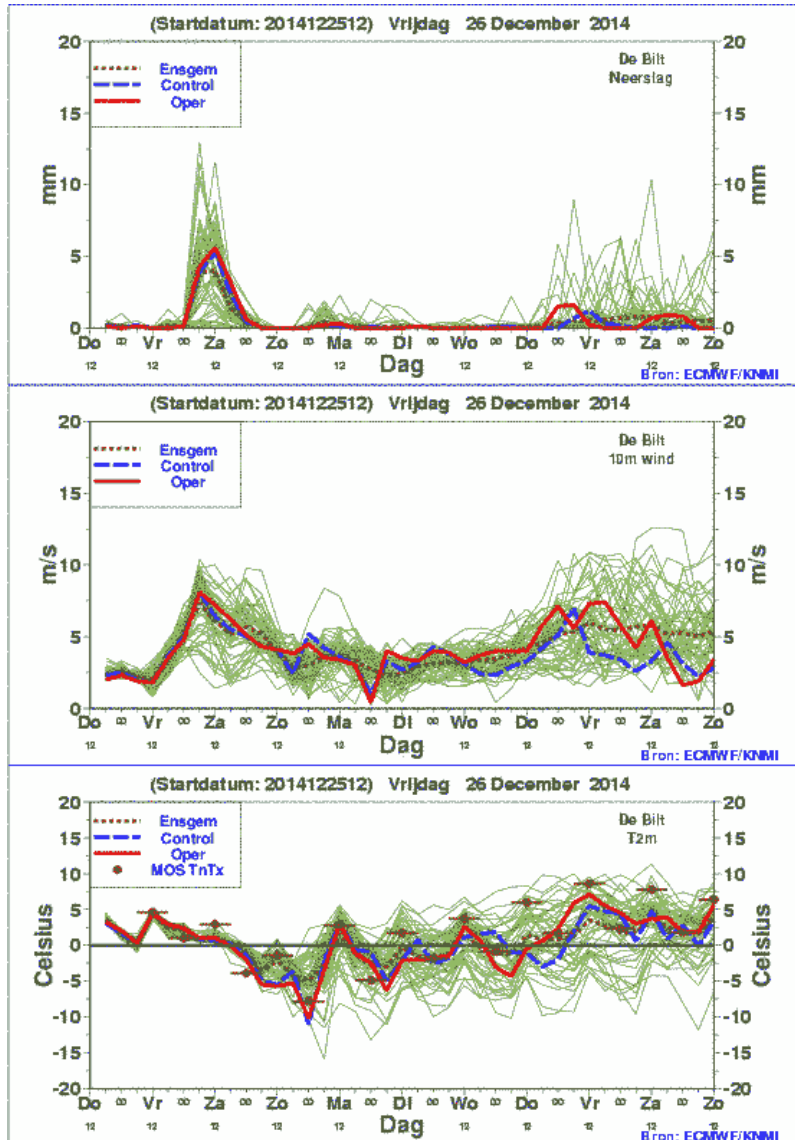 (Startdatum: 2014122512) Vrijdag 26 December 2014
20 20
Ensgem
Control
Oper
De Bilt
Neerslag
15 15
10 10
5 5
0 0
mm mm
Do Vr Za Zo Ma Di Wo Do Vr Za Zo
12 12 12 12 12 12 12 12 12
Dag
Bron: ECMWF/KNMI
(Startdatum: 2014122512) Vrijdag 26 December 2014
20 20
Ensgem
Control
Oper
De Bilt
10m wind
15 15
10 10
5 5
0 0
m/s m/s
Do Vr Za Zo Ma Di Wo Do Vr Za Zo
12 12 12 12 12 12 12 12 12
Dag
Bron: ECMWF/KNMI
(Startdatum: 2014122512) Vrijdag 26 December 2014
20 20
Ensgem
Control
Oper
MOS TnTx
De Bilt
T2m
15 15
10 10
5 5
0 0
-5 -5
-10 -10
-15 -15
-20 -20
Celsius Celsius
Do Vr Za Zo Ma Di Wo Do Vr Za Zo
12 12 12 12 12 12 12 12 12
Dag
Bron: ECMWF/KNMI